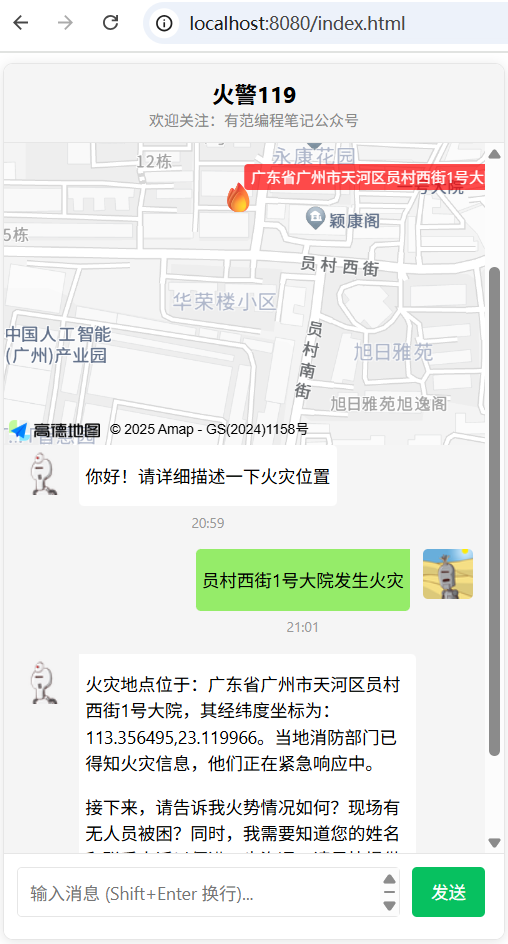 localhost:8080/index.html
火警119
欢迎关注：有范编程笔记公众号
12栋
永康花园
广东省广州市天河区员村西街1号大
一号大院
颖康阁
5栋
员村西街
华荣楼小区
中国人工智能
(广州)产业园
员村南街
旭日雅苑
旭日雅苑旭逸阁
高德地图 © 2025 Amap - GS(2024)1158号
你好！请详细描述一下火灾位置
20:59
员村西街1号大院发生火灾
21:01
火灾地点位于：广东省广州市天河区员村
西街1号大院，其经纬度坐标为：
113.356495,23.119966。当地消防部门已
得知火灾信息，他们正在紧急响应中。
接下来，请告诉我火势情况如何？现场有
无人员被困？同时，我需要知道您的姓名
输入消息 (Shift+Enter 换行)...
发送